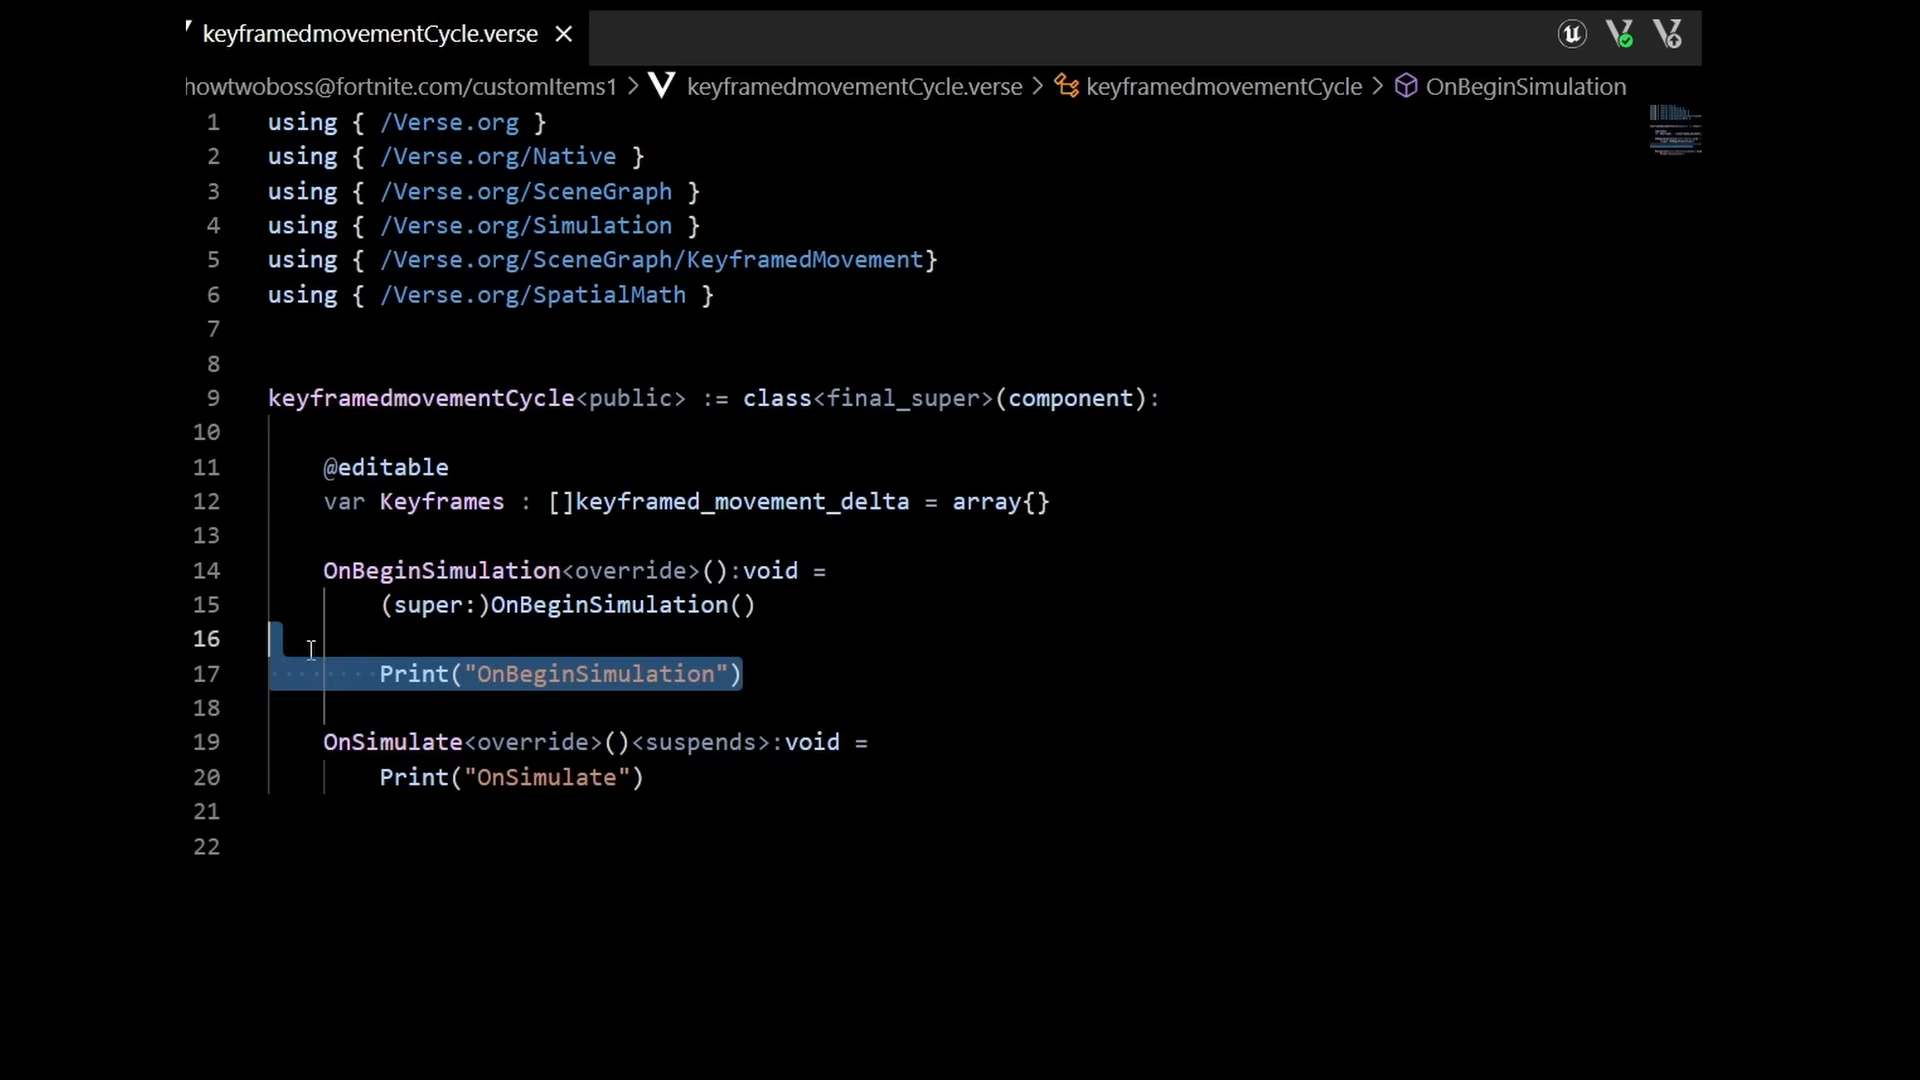 keyframedmovementCycle.verse
howtwoboss@fortnite.com/customItems1 > keyframedmovementCycle.verse > keyframedmovementCycle > OnBeginSimulation
1 using { /Verse.org }
2 using { /Verse.org/Native }
3 using { /Verse.org/SceneGraph }
4 using { /Verse.org/Simulation }
5 using { /Verse.org/SceneGraph/KeyframedMovement}
6 using { /Verse.org/SpatialMath }
7
8
9 keyframedmovementCycle<public> := class<final_super>(component):
10
11 @editable
12 var Keyframes : []keyframed_movement_delta = array{}
13
14 OnBeginSimulation<override>():void =
15 (super:)OnBeginSimulation()
16
17 Print("OnBeginSimulation")
18
19 OnSimulate<override>()<suspends>:void =
20 Print("OnSimulate")
21
22